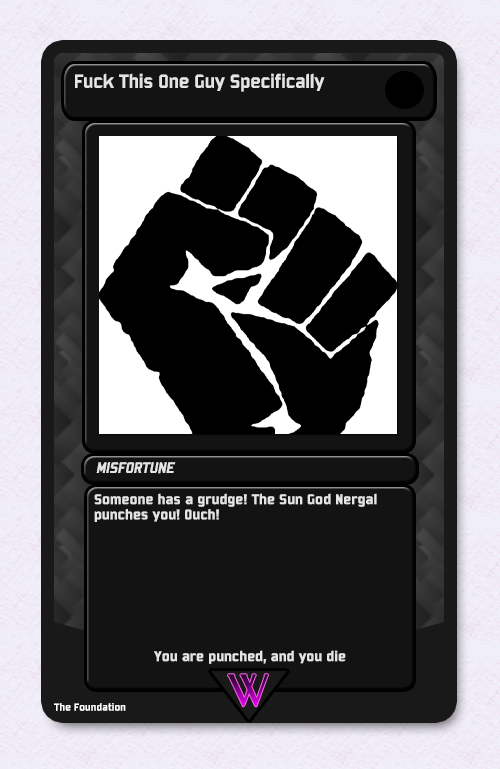 Fuck This One Guy Specifically
MISFORTUNE
Someone has a grudge! The Sun God Nergal
punches you! Ouch!
You are punched, and you die
W
The Foundation